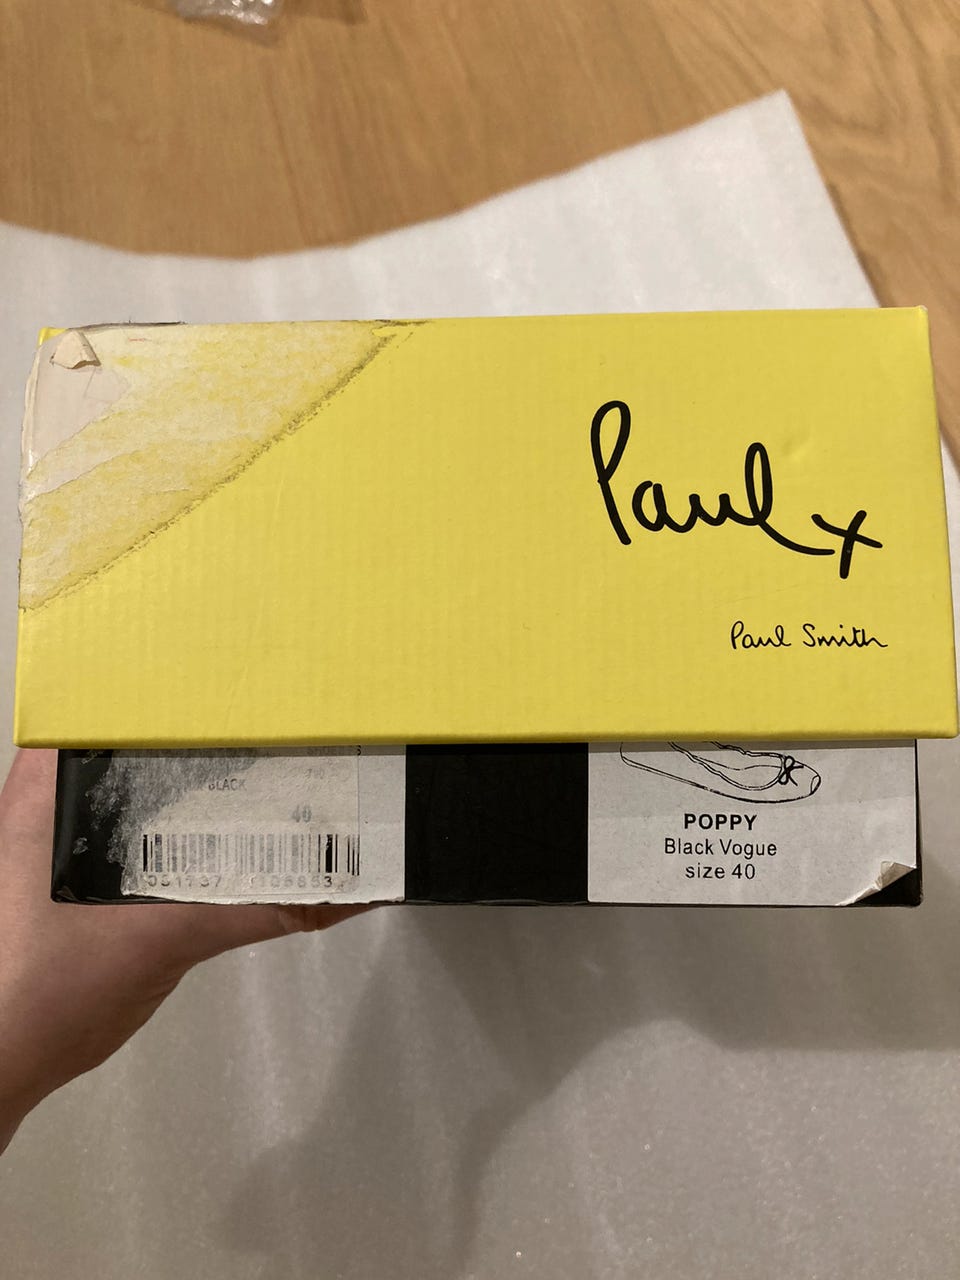 Paul x
Paul Smith
BLACK
40
POPPY
Black Vogue
size 40